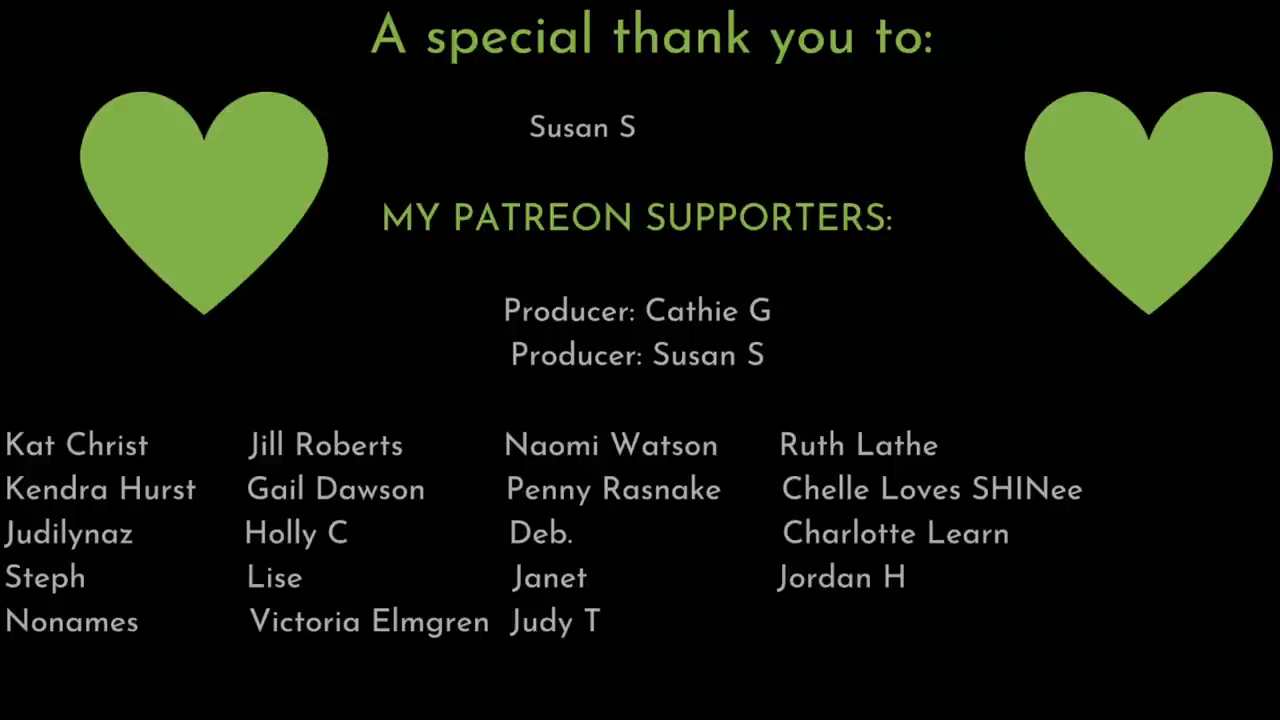 A special thank you to:
Susan S
MY PATREON SUPPORTERS:
Producer: Cathie G
Producer: Susan S
Kat Christ Jill Roberts Naomi Watson Ruth Lathe
Kendra Hurst Gail Dawson Penny Rasnake Chelle Loves SHINee
Judilynaz Holly C Deb. Charlotte Learn
Steph Lise Janet Jordan H
Nonames Victoria Elmgren Judy T